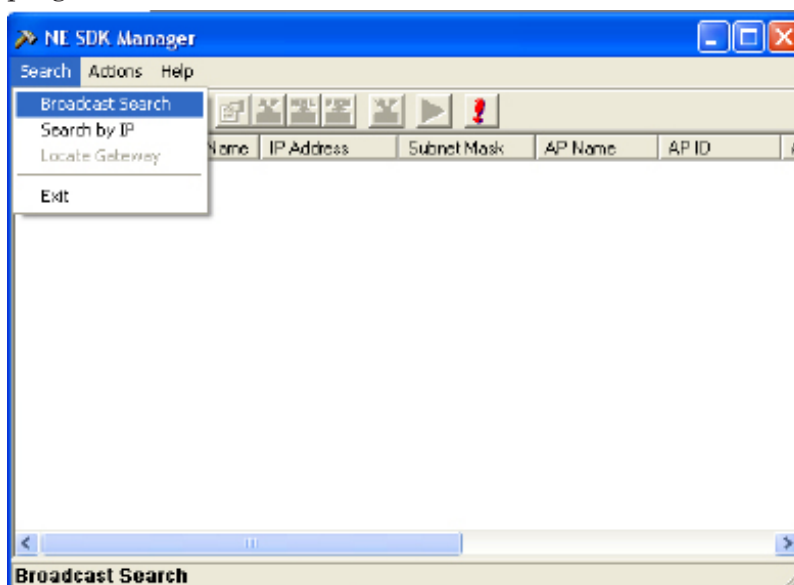 NE SDK Manager
Search Actions Help
Broadcast Search
Search by IP
Locate Gateway
Exit
Name IP Address Subnet Mask AP Name AP ID
Broadcast Search